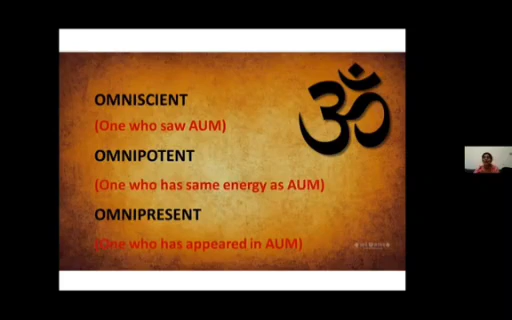 OMNISCIENT
(One who saw AUM)
OMNIPOTENT
(One who has same energy as AUM)
OMNIPRESENT
(One who has appeared in AUM)
ॐ